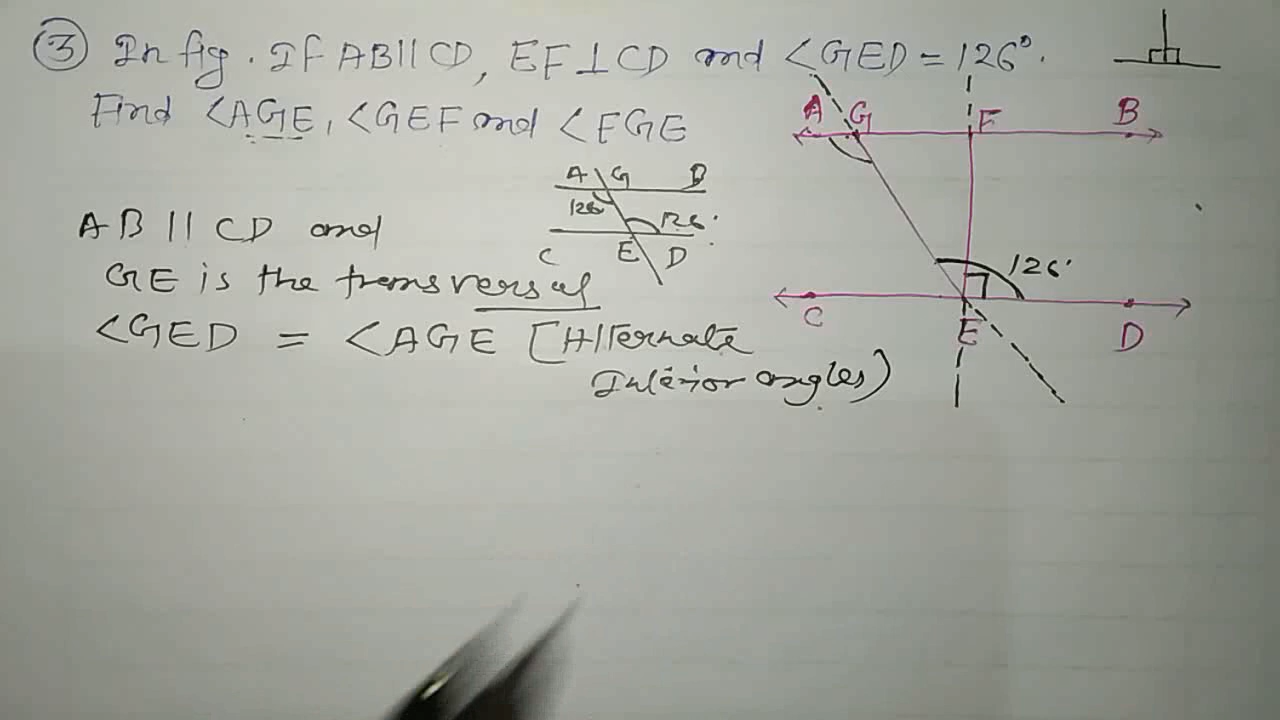 ③ In fig. If AB||CD, EF⊥CD and ∠GED = 126°.
Find ∠AGE, ∠GEF and ∠FGE
A G F B
126°
C E D
A G B
126 126°
C E D
AB || CD and
GE is the transversal
∠GED = ∠AGE [Alternate
Interior angles)